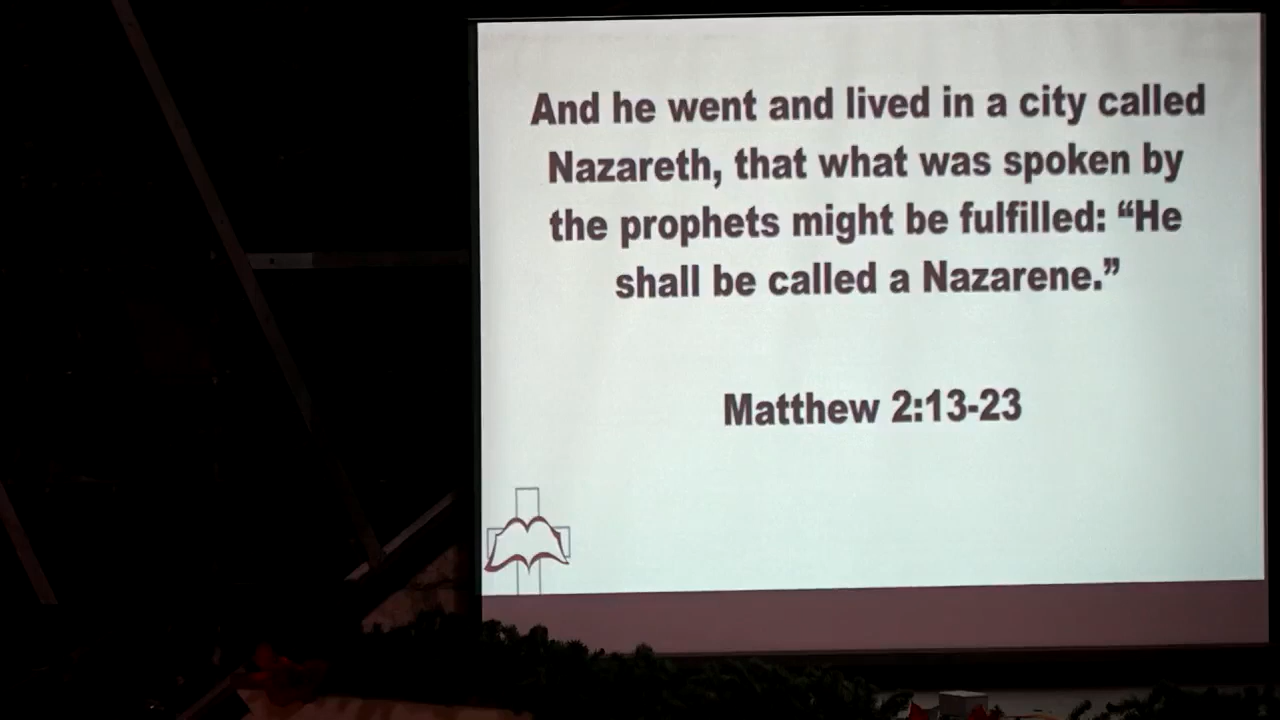 And he went and lived in a city called
Nazareth, that what was spoken by
the prophets might be fulfilled: “He
shall be called a Nazarene.”
Matthew 2:13-23